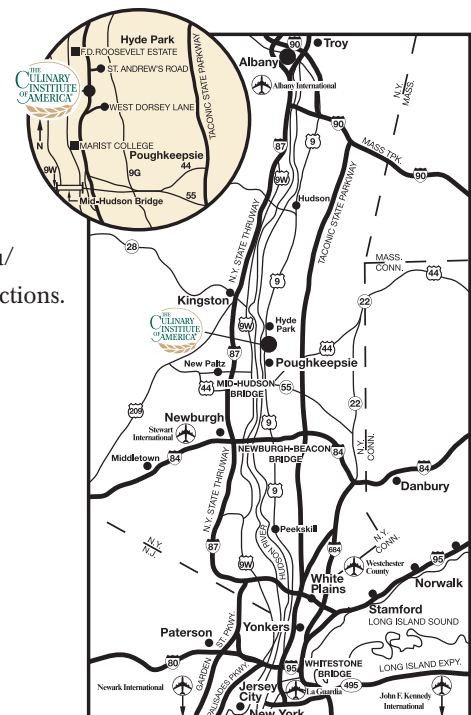 Hyde Park
F.D. ROOSEVELT ESTATE
ST. ANDREW'S ROAD
THE
CULINARY
INSTITUTE
OF AMERICA
WEST DORSEY LANE
TACONIC STATE PARKWAY
N
MARIST COLLEGE
Poughkeepsie
9W
9G
44
55
Mid-Hudson Bridge
u/
ctions.
90
Troy
Albany
Albany International
N.Y.
MASS.
90
MASS TPK.
90
87
9
9W
Hudson
TACONIC STATE PARKWAY
N.Y. STATE THRUWAY
28
MASS.
CONN.
44
22
9
Kingston
9W
Hyde
Park
THE
CULINARY
INSTITUTE
OF AMERICA
87
44
Poughkeepsie
New Paltz
44
MID-HUDSON
BRIDGE
55
22
209
9
Newburgh
Stewart
International
NEWBURGH-BEACON
BRIDGE
84
N.Y.
CONN.
Middletown
84
84
Danbury
N.Y. STATE THRUWAY
9
N.Y.
N.J.
HUDSON RIVER
Peekskill
87
9W
684
N.Y.
CONN.
Westchester
County
95
White
Plains
Norwalk
Stamford
LONG ISLAND SOUND
Paterson
Yonkers
GARDEN ST. PKWY.
PALISADES PKWY.
80
95
WHITESTONE
BRIDGE
LONG ISLAND EXPY.
495
Newark International
Jersey
City
La Guardia
John F. Kennedy
International
New York